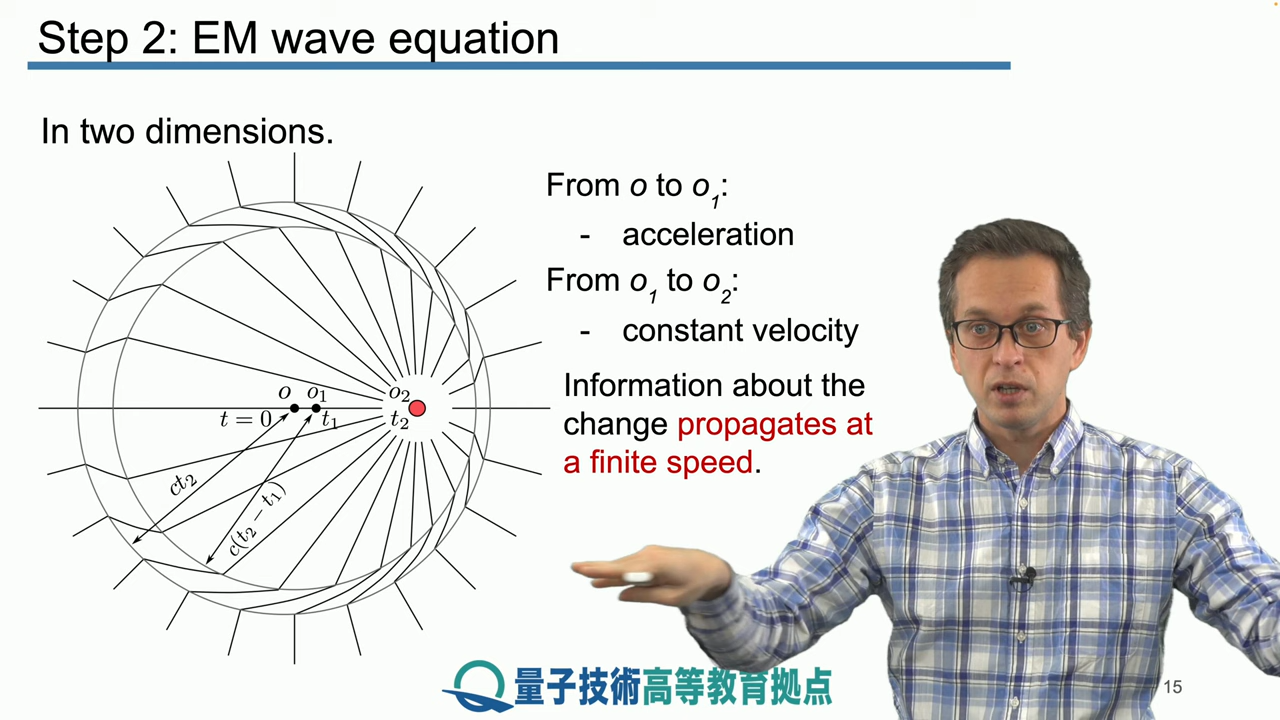 Step 2: EM wave equation
In two dimensions.
From o to o₁:
- acceleration
From o₁ to o₂:
- constant velocity
Information about the
change propagates at
a finite speed.
o o₁ o₂
t = 0 t₁ t₂
ct₂
c(t₂ − t₁)
量子技術高等教育拠点
15